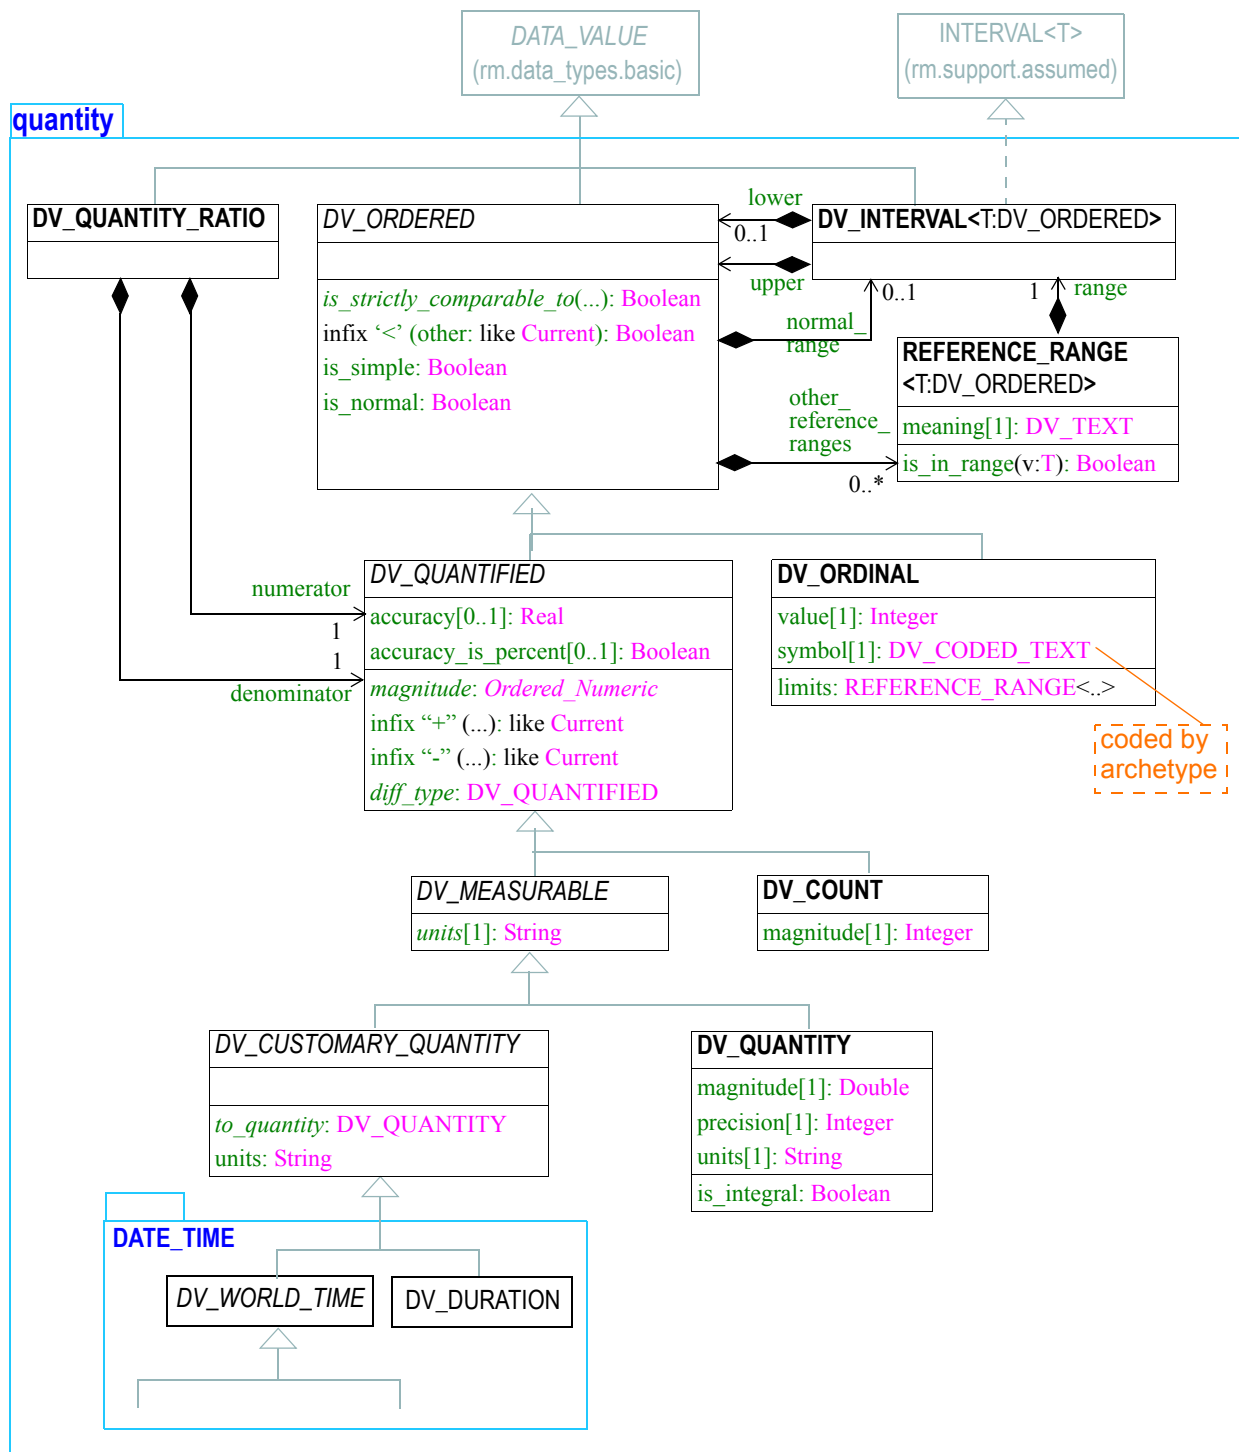 DATA_VALUE
(rm.data_types.basic)
INTERVAL<T>
(rm.support.assumed)
quantity
DV_QUANTITY_RATIO
DV_ORDERED
is_strictly_comparable_to(...): Boolean
infix ‘<’ (other: like Current): Boolean
is_simple: Boolean
is_normal: Boolean
lower
0..1
upper
DV_INTERVAL<T:DV_ORDERED>
normal_
range
0..1
1
range
other_
reference_
ranges
0..*
REFERENCE_RANGE
<T:DV_ORDERED>
meaning[1]: DV_TEXT
is_in_range(v:T): Boolean
numerator
1
1
denominator
DV_QUANTIFIED
accuracy[0..1]: Real
accuracy_is_percent[0..1]: Boolean
magnitude: Ordered_Numeric
infix “+” (...): like Current
infix “-” (...): like Current
diff_type: DV_QUANTIFIED
DV_ORDINAL
value[1]: Integer
symbol[1]: DV_CODED_TEXT
limits: REFERENCE_RANGE<..>
coded by
archetype
DV_MEASURABLE
units[1]: String
DV_COUNT
magnitude[1]: Integer
DV_CUSTOMARY_QUANTITY
to_quantity: DV_QUANTITY
units: String
DV_QUANTITY
magnitude[1]: Double
precision[1]: Integer
units[1]: String
is_integral: Boolean
DATE_TIME
DV_WORLD_TIME
DV_DURATION